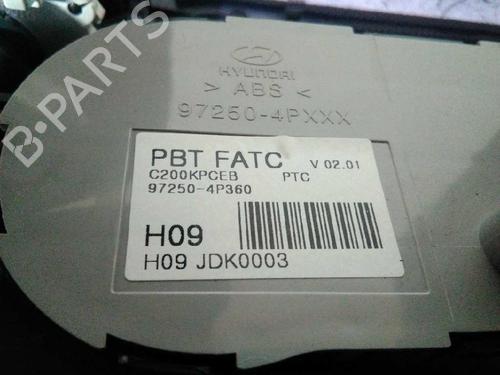 HYUNDAI
> ABS <
97250-4PXXX
PBT FATC V 02.01
C200KPCEB PTC
97250-4P360
H09
H09 JDK0003
B-PARTS